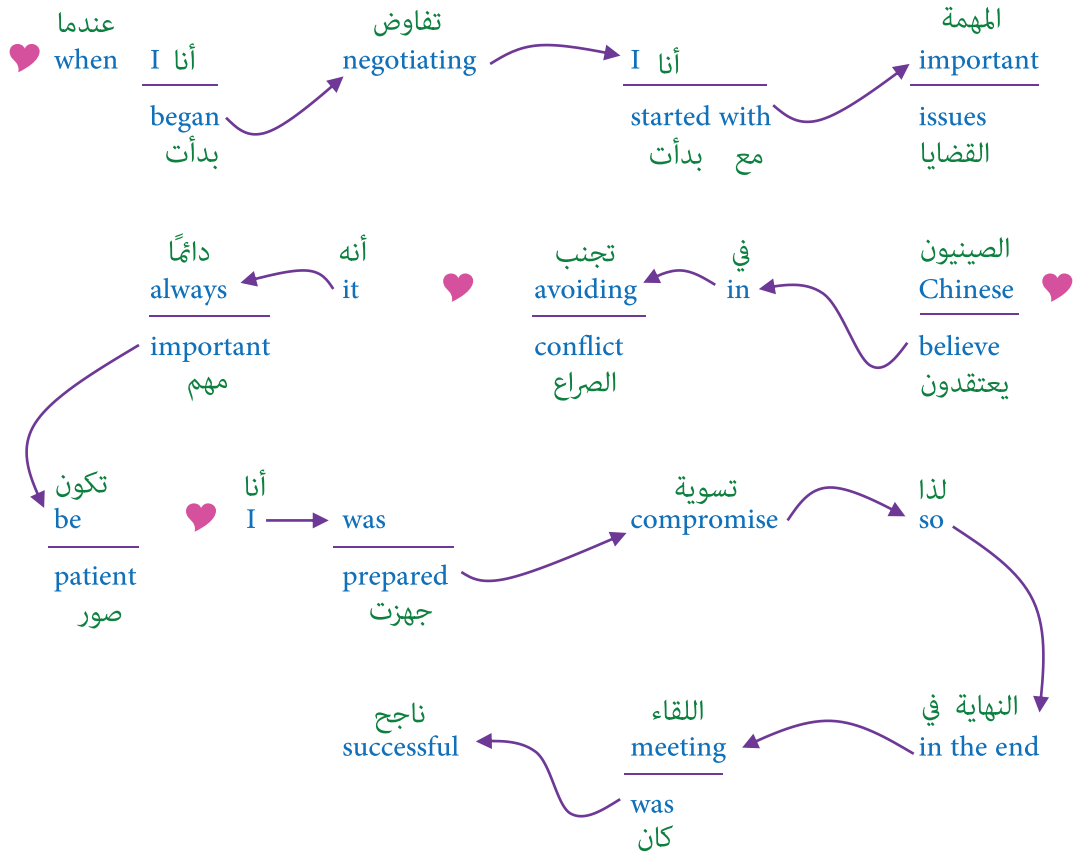 عندما تفاوض المهمة
when I أنا negotiating I أنا important
began started with issues
بدأت بدأت مع القضايا
دائمًا أنه تجنب في الصينيون
always it avoiding in Chinese
important conflict believe
مهم الصراع يعتقدون
تكون أنا تسوية لذا
be I was compromise so
patient prepared
صور جهزت
ناجح اللقاء النهاية في
successful meeting in the end
was
كان